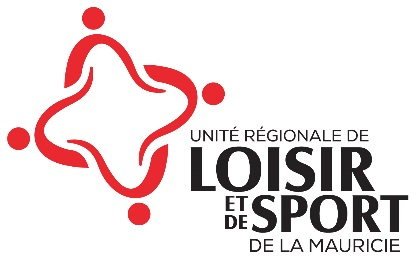 UNITÉ RÉGIONALE DE
LOISIR
ET DE SPORT
DE LA MAURICIE